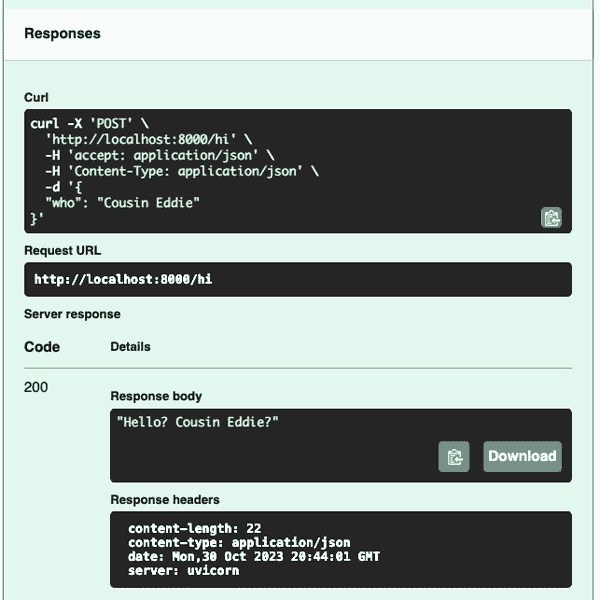 Responses
Curl
curl -X 'POST' \
'http://localhost:8000/hi' \
-H 'accept: application/json' \
-H 'Content-Type: application/json' \
-d '{
"who": "Cousin Eddie"
}'
Request URL
http://localhost:8000/hi
Server response
Code Details
200
Response body
"Hello? Cousin Eddie?"
Download
Response headers
content-length: 22
content-type: application/json
date: Mon,30 Oct 2023 20:44:01 GMT
server: uvicorn